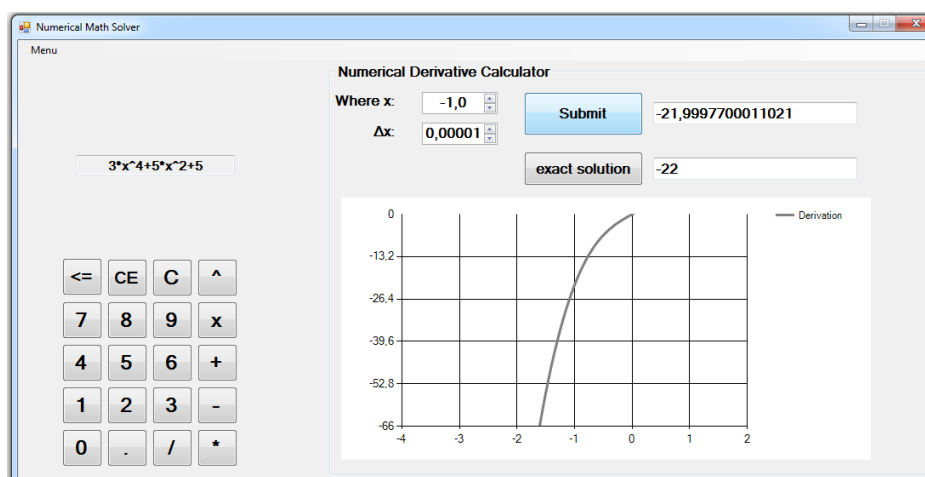 Numerical Math Solver
Menu
Numerical Derivative Calculator
Where x: -1,0
Submit -21,9997700011021
Δx: 0,00001
3*x^4+5*x^2+5
exact solution -22
0
-13,2
-26,4
-39,6
-52,8
-66
-4 -3 -2 -1 0 1 2
Derivation
<= CE C ^
7 8 9 x
4 5 6 +
1 2 3 -
0 . / *